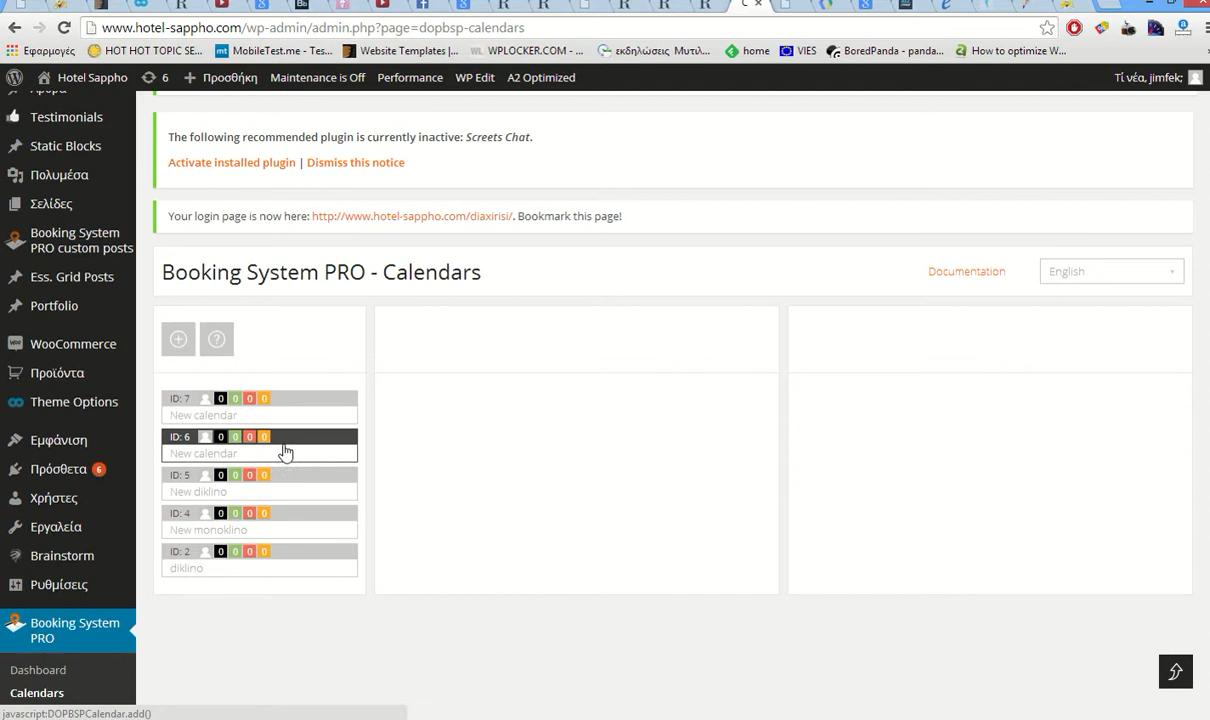 www.hotel-sappho.com/wp-admin/admin.php?page=dopbsp-calendars
Εφαρμογές
HOT HOT TOPIC SE...
MobileTest.me - Tes...
Website Templates |...
WPLOCKER.COM - ...
εκδηλώσεις Μυτιλ...
home
VIES
BoredPanda - panda...
How to optimize W...
Hotel Sappho
6
Προσθήκη
Maintenance is Off
Performance
WP Edit
A2 Optimized
Τί νέα, jimfek;
Testimonials
Static Blocks
Πολυμέσα
Σελίδες
Booking System
PRO custom posts
Ess. Grid Posts
Portfolio
WooCommerce
Προϊόντα
Theme Options
Εμφάνιση
Πρόσθετα 6
Χρήστες
Εργαλεία
Brainstorm
Ρυθμίσεις
Booking System
PRO
Dashboard
Calendars
The following recommended plugin is currently inactive: Screets Chat.
Activate installed plugin | Dismiss this notice
Your login page is now here: http://www.hotel-sappho.com/diaxirisi/. Bookmark this page!
Booking System PRO - Calendars
Documentation
English
ID: 7 0 0 0 0
New calendar
ID: 6 0 0 0 0
New calendar
ID: 5 0 0 0 0
New diklino
ID: 4 0 0 0 0
New monoklino
ID: 2 0 0 0 0
diklino
javascript:DOPBSPCalendar.add()